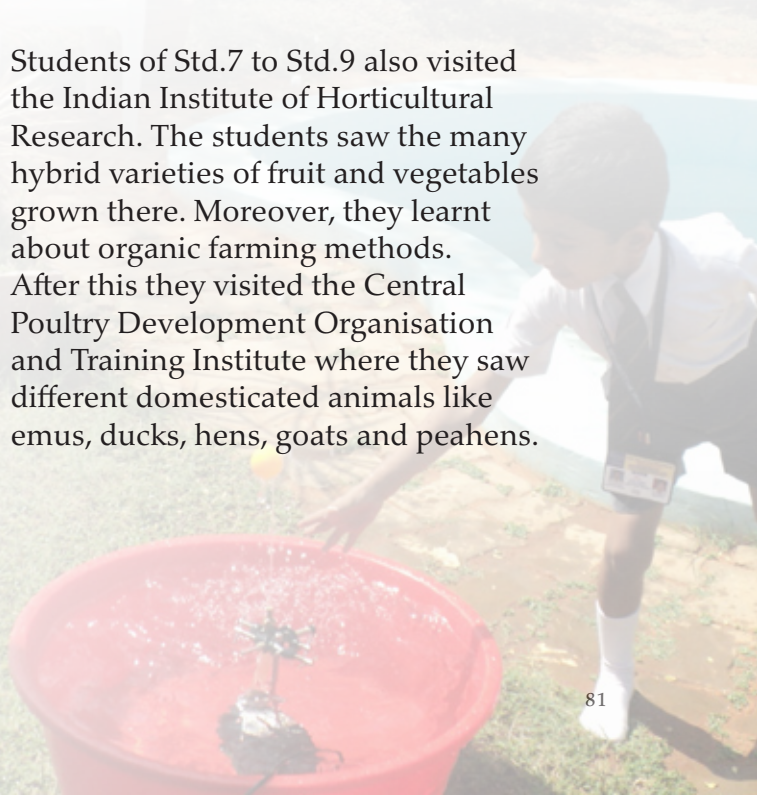 Students of Std.7 to Std.9 also visited
the Indian Institute of Horticultural
Research. The students saw the many
hybrid varieties of fruit and vegetables
grown there. Moreover, they learnt
about organic farming methods.
After this they visited the Central
Poultry Development Organisation
and Training Institute where they saw
different domesticated animals like
emus, ducks, hens, goats and peahens.
81